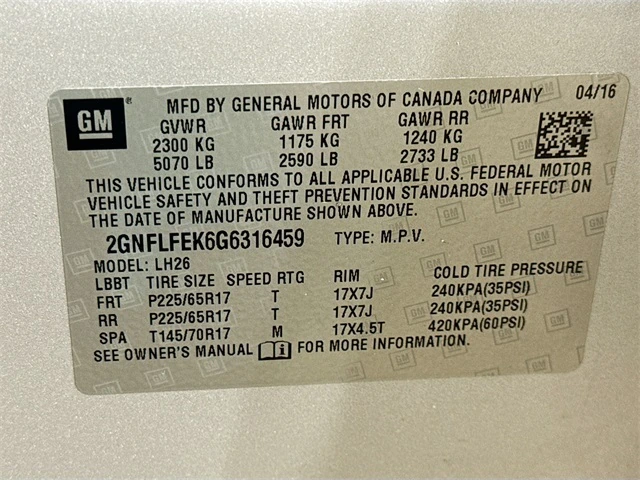 GM MFD BY GENERAL MOTORS OF CANADA COMPANY 04/16
GVWR GAWR FRT GAWR RR
2300 KG 1175 KG 1240 KG
5070 LB 2590 LB 2733 LB
THIS VEHICLE CONFORMS TO ALL APPLICABLE U.S. FEDERAL MOTOR
VEHICLE SAFETY AND THEFT PREVENTION STANDARDS IN EFFECT ON
THE DATE OF MANUFACTURE SHOWN ABOVE.
2GNFLFEK6G6316459 TYPE: M.P.V.
MODEL: LH26
LBBT TIRE SIZE SPEED RTG RIM COLD TIRE PRESSURE
FRT P225/65R17 T 17X7J 240KPA(35PSI)
RR P225/65R17 T 17X7J 240KPA(35PSI)
SPA T145/70R17 M 17X4.5T 420KPA(60PSI)
SEE OWNER'S MANUAL i FOR MORE INFORMATION.